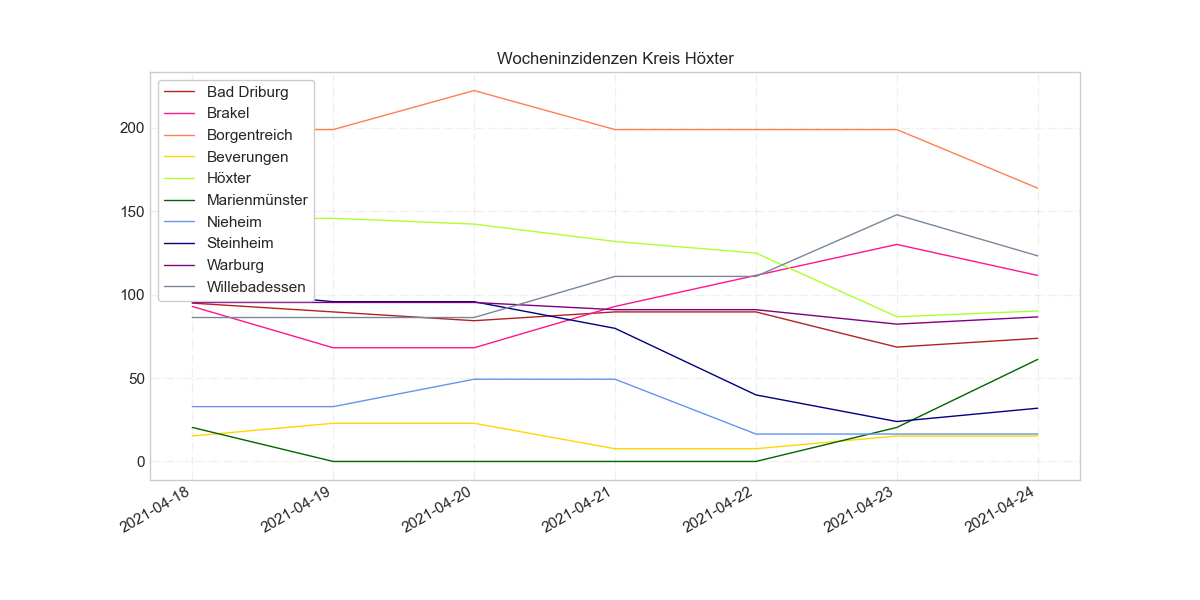 Wocheninzidenzen Kreis Höxter
Bad Driburg
Brakel
Borgentreich
Beverungen
Höxter
Marienmünster
Nieheim
Steinheim
Warburg
Willebadessen
200
150
100
50
0
2021-04-18
2021-04-19
2021-04-20
2021-04-21
2021-04-22
2021-04-23
2021-04-24